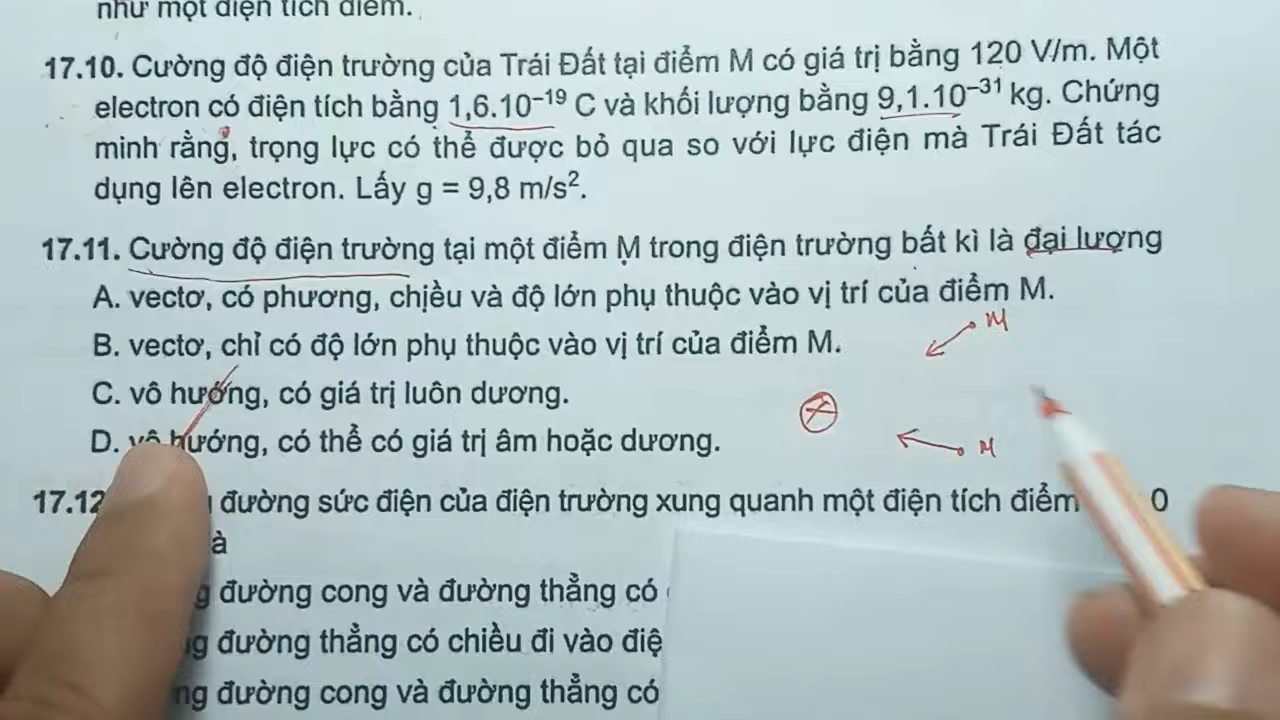 như một điện tích điểm.
17.10. Cường độ điện trường của Trái Đất tại điểm M có giá trị bằng 120 V/m. Một
electron có điện tích bằng 1,6.10⁻¹⁹ C và khối lượng bằng 9,1.10⁻³¹ kg. Chứng
minh rằng, trọng lực có thể được bỏ qua so với lực điện mà Trái Đất tác
dụng lên electron. Lấy g = 9,8 m/s².
17.11. Cường độ điện trường tại một điểm M trong điện trường bất kì là đại lượng
A. vectơ, có phương, chiều và độ lớn phụ thuộc vào vị trí của điểm M.
M
B. vectơ, chỉ có độ lớn phụ thuộc vào vị trí của điểm M.
C. vô hướng, có giá trị luôn dương.
D. vô hướng, có thể có giá trị âm hoặc dương.
M
17.12 đường sức điện của điện trường xung quanh một điện tích điểm 0
là
đường cong và đường thẳng có
đường thẳng có chiều đi vào
đường cong và đường thẳng có